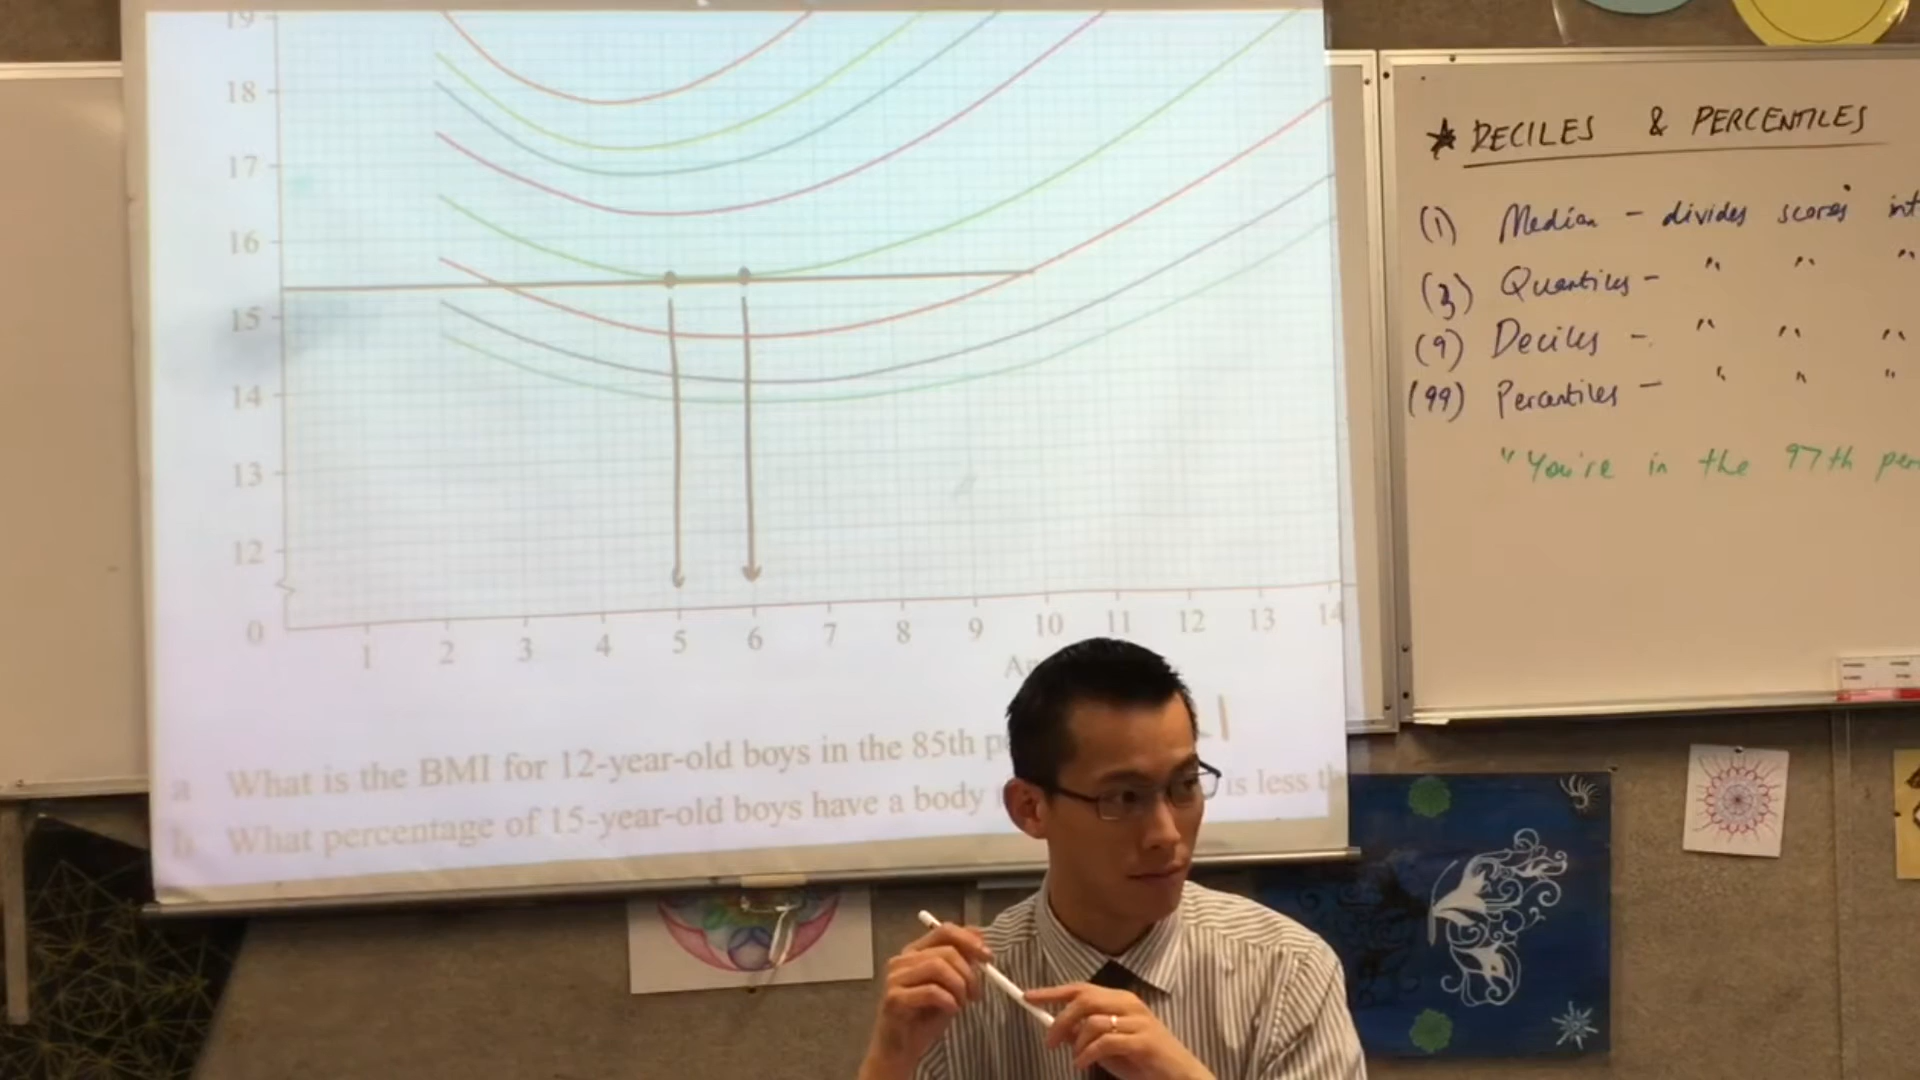 19
18
17
16
15
14
13
12
0
1 2 3 4 5 6 7 8 9 10 11 12 13 14
a What is the BMI for 12-year-old boys in the 85th
b What percentage of 15-year-old boys have a body is less
★ DECILES & PERCENTILES
(1) Median - divides scores int
(3) Quantiles - " " "
(9) Deciles - " " "
(99) Percentiles - " " "
"You're in the 97th per